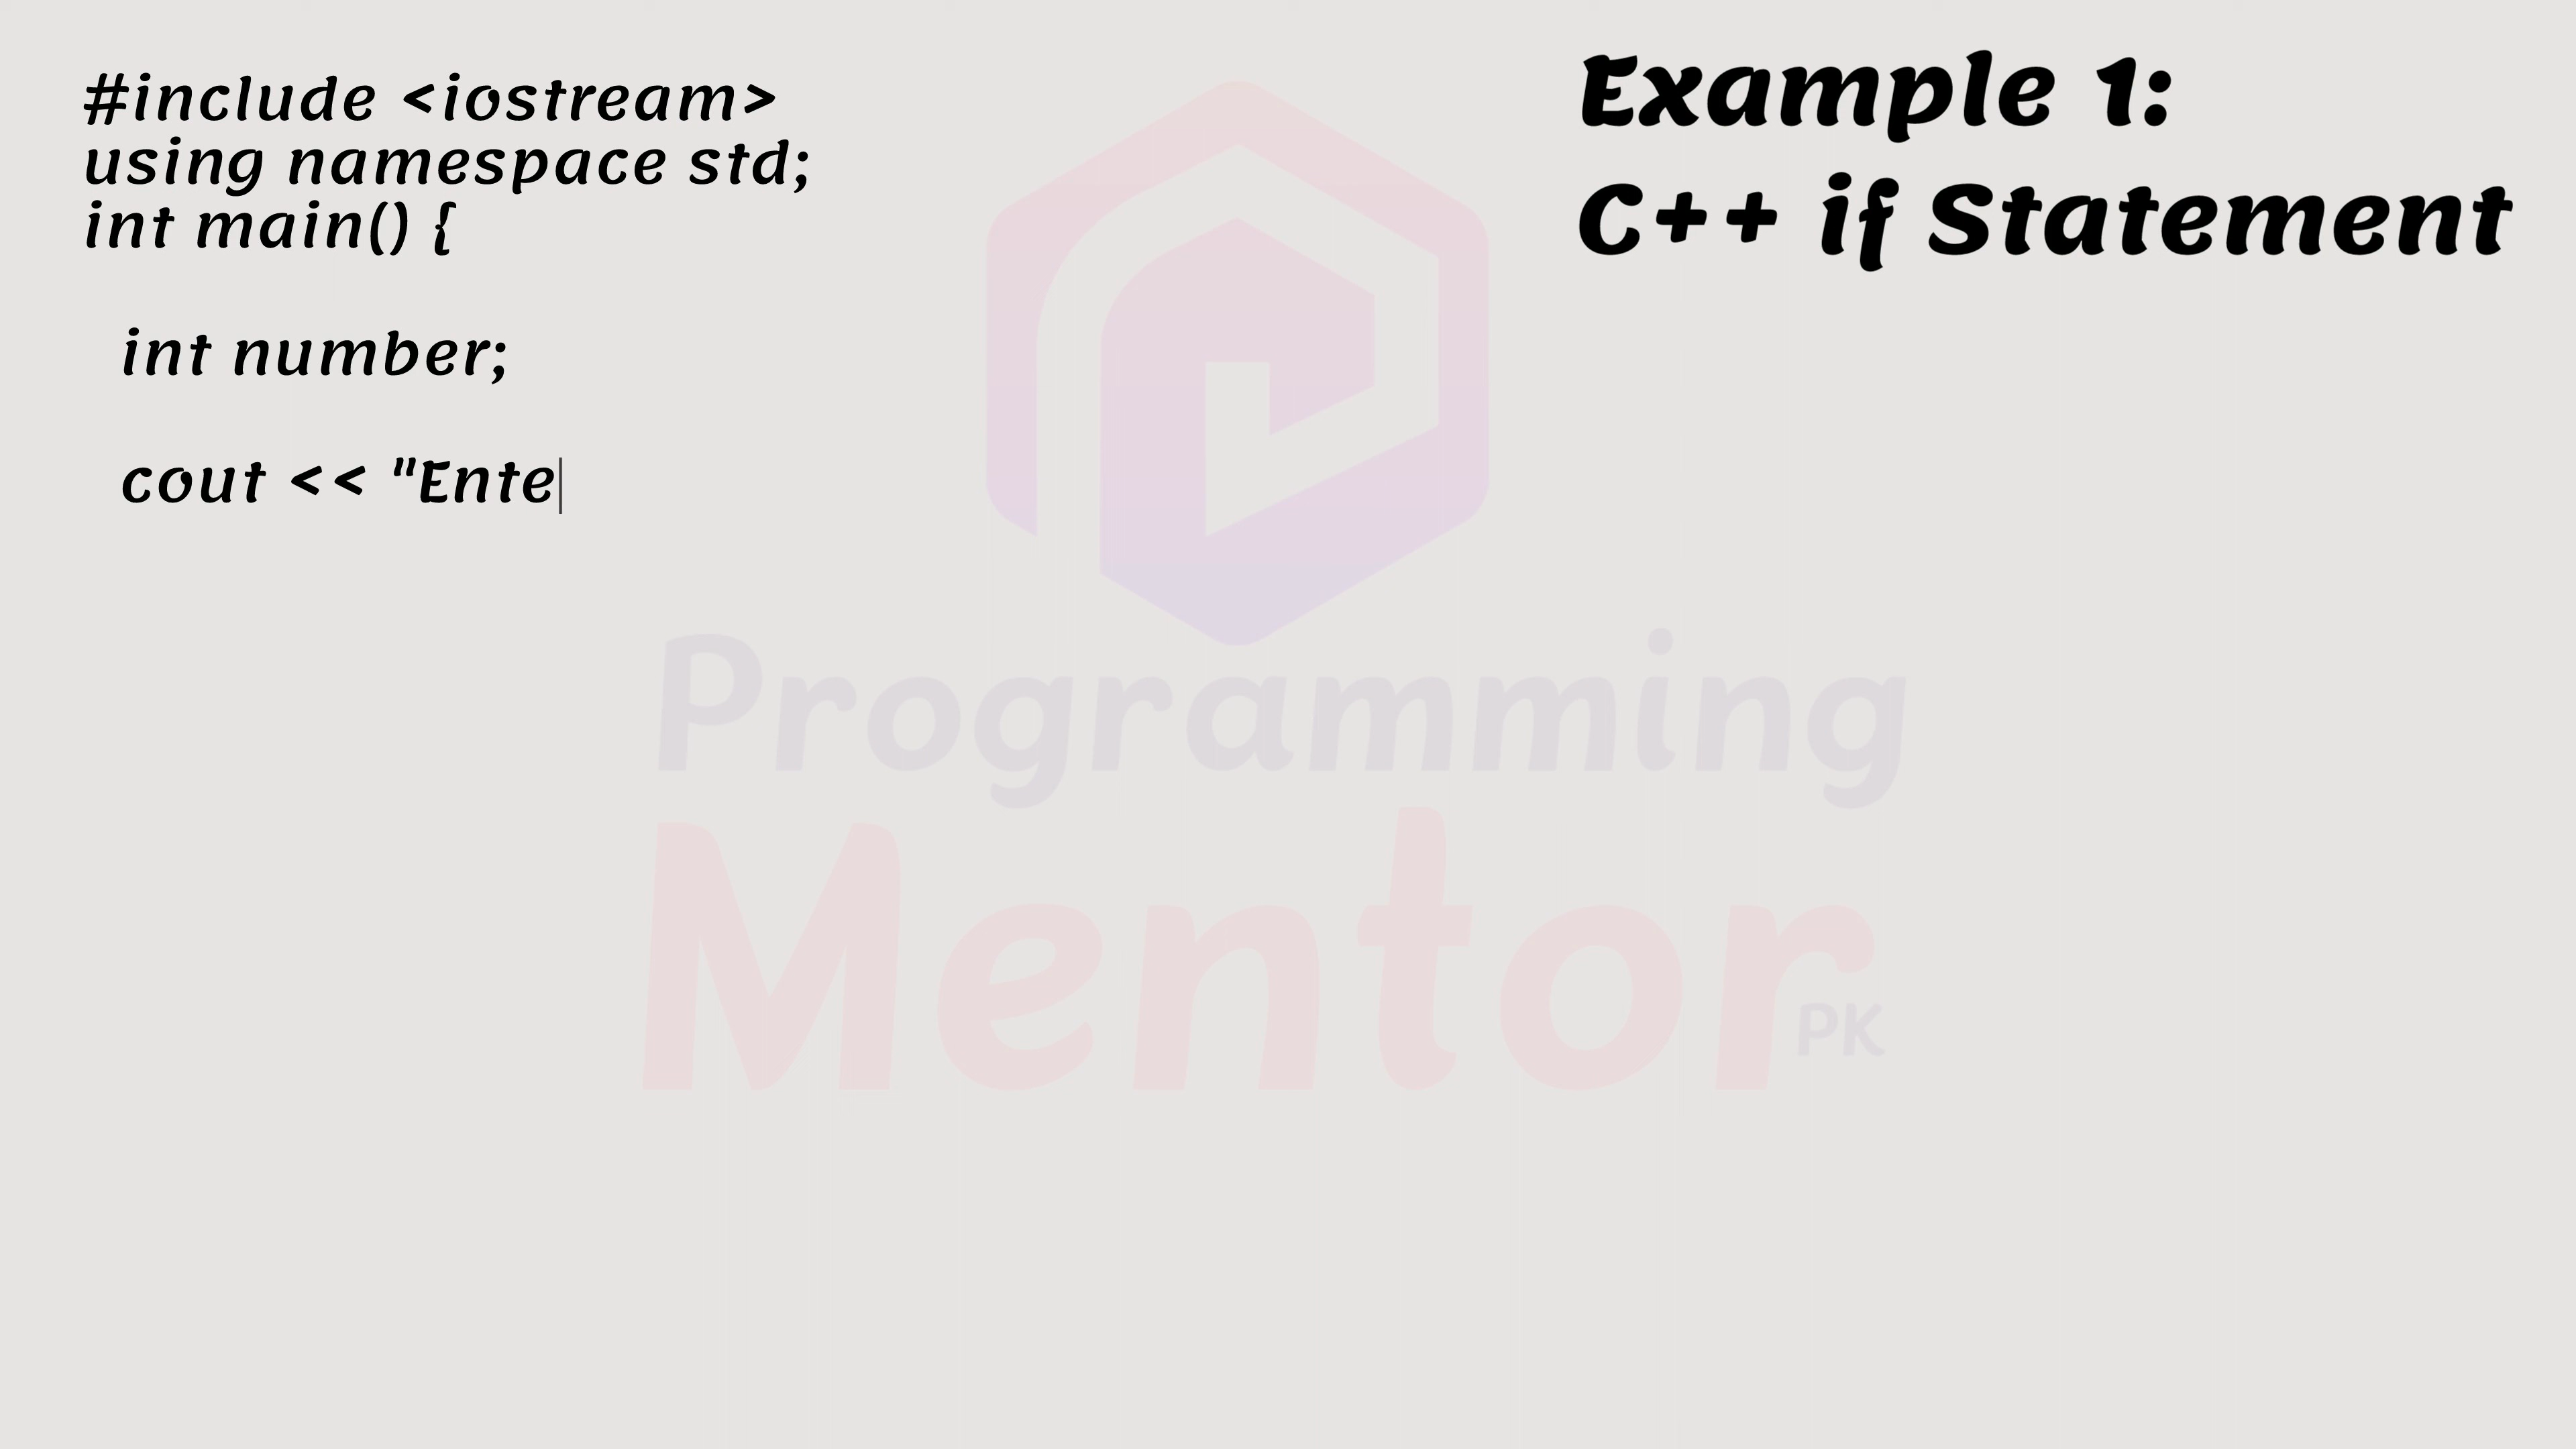 #include <iostream>
using namespace std;
int main() {
int number;
cout << "Ente
Example 1:
C++ if Statement
Programming
Mentor
PK